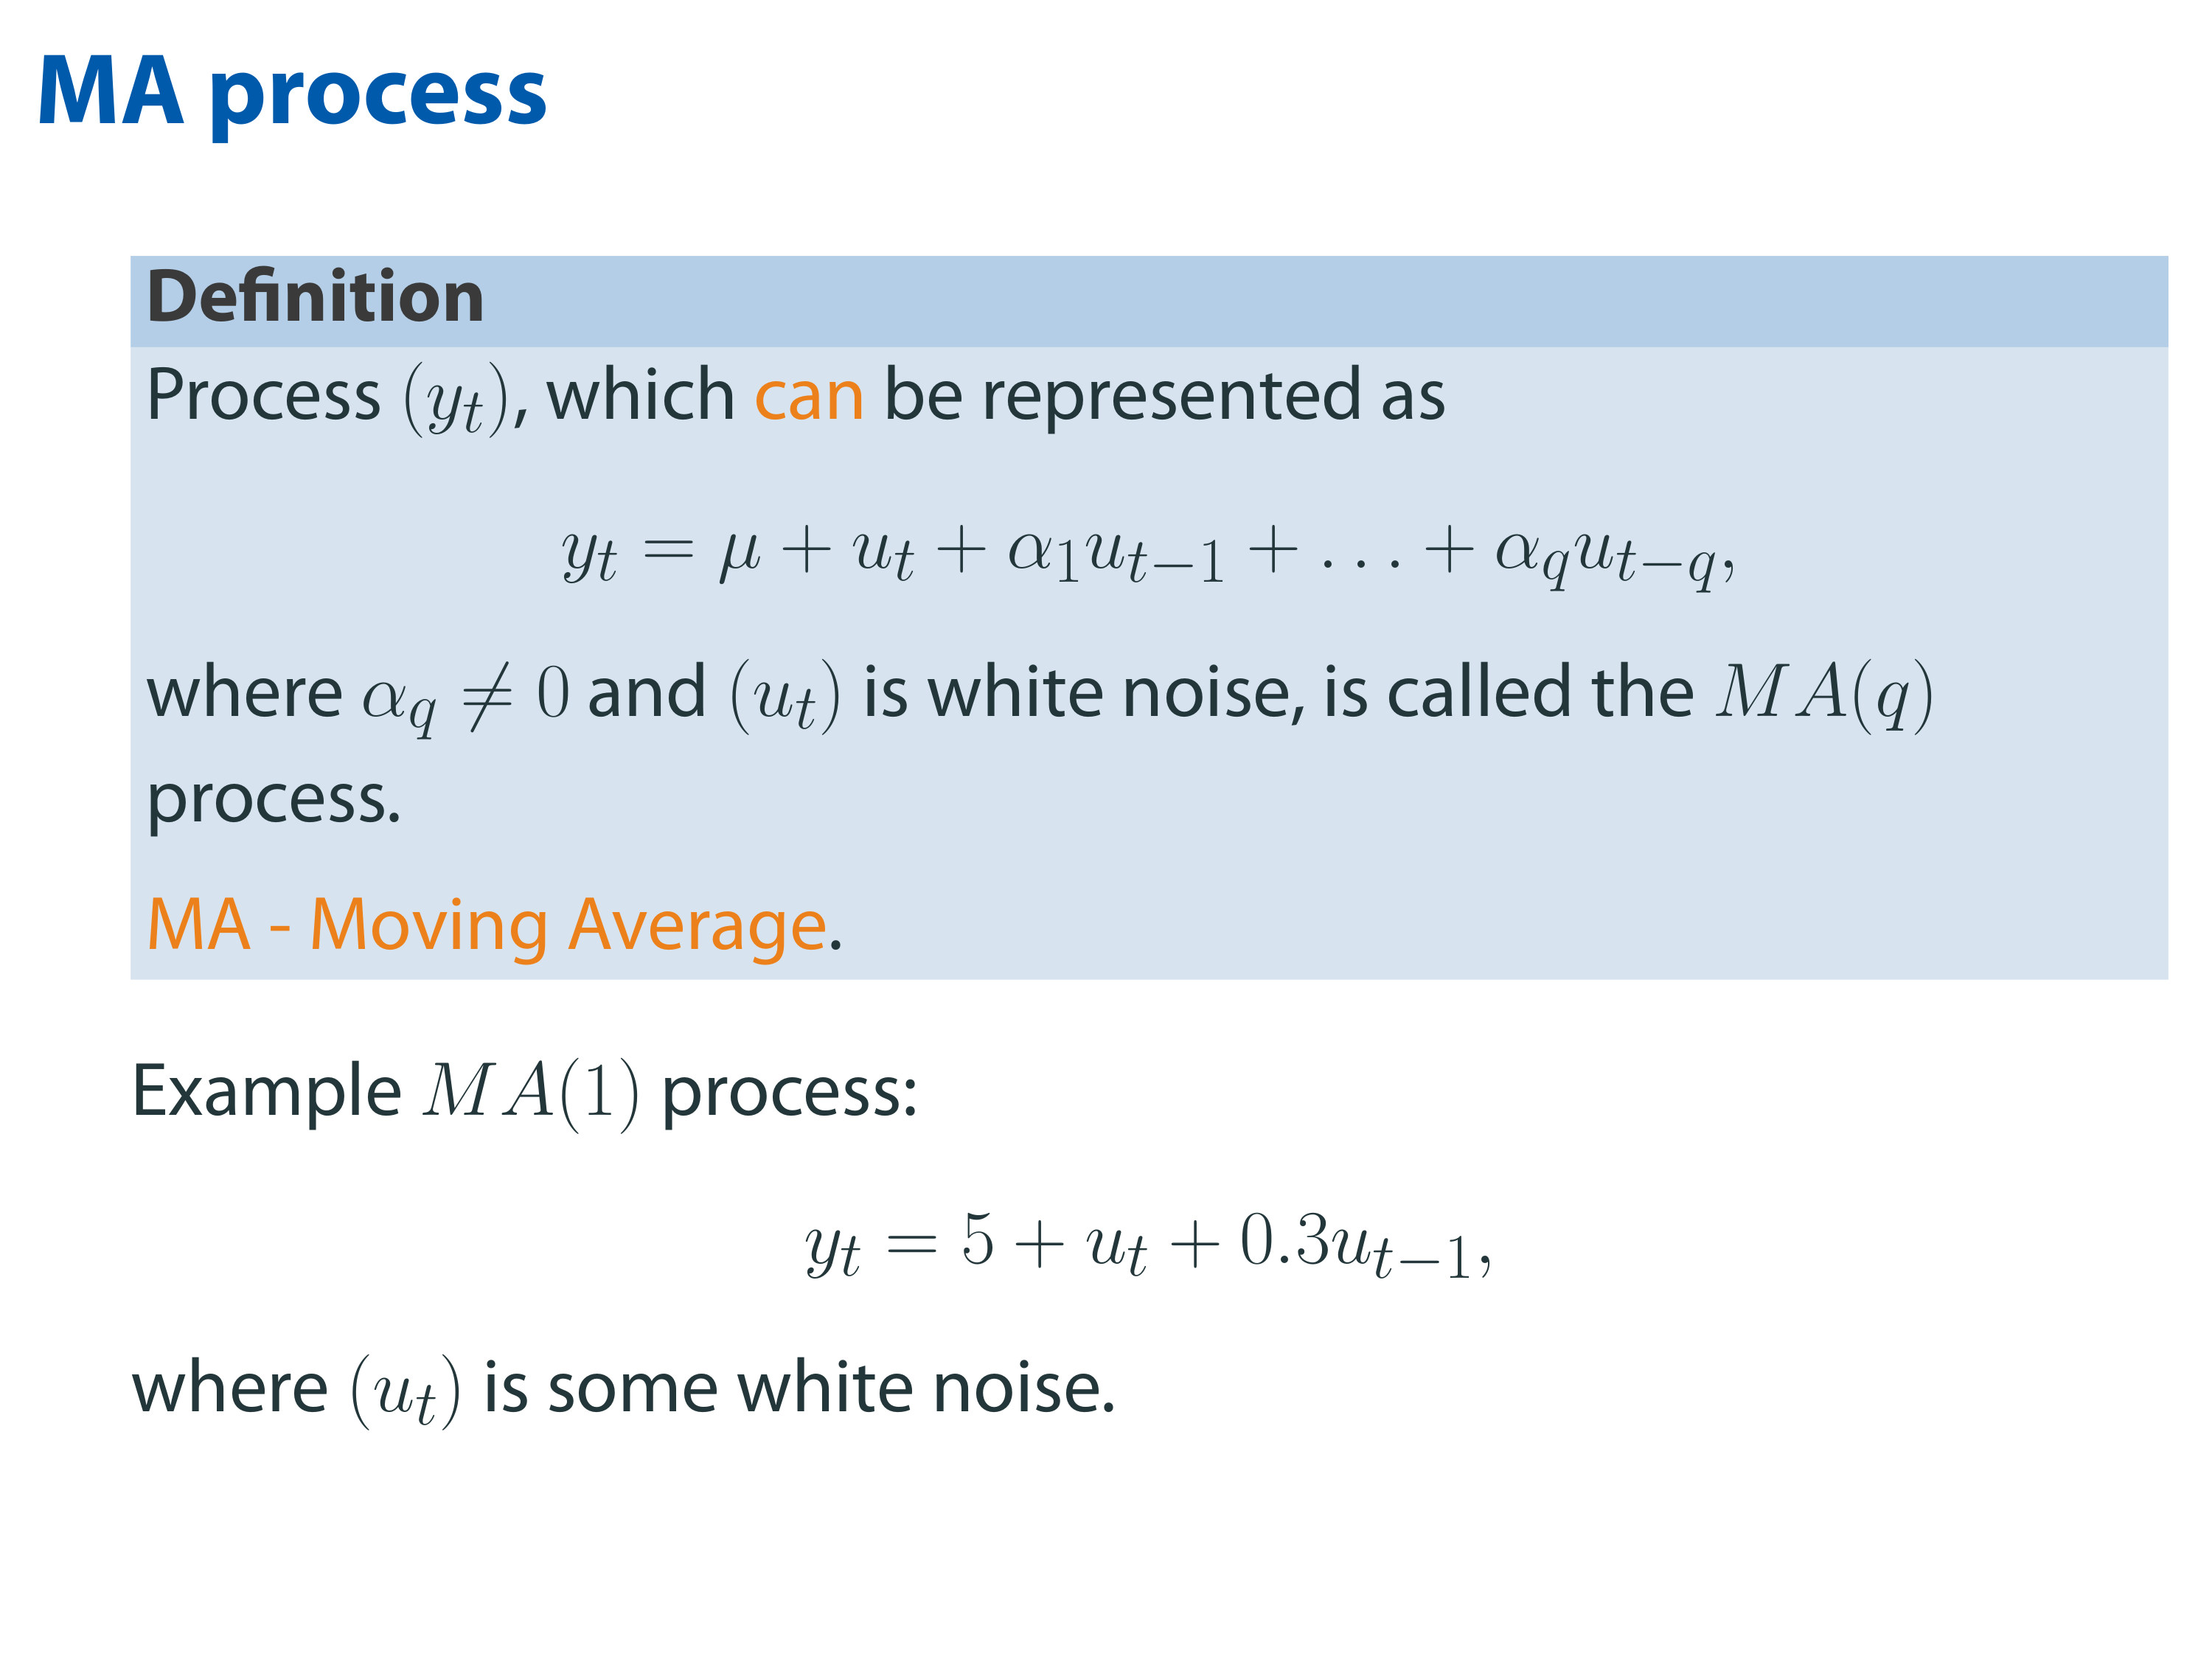 MA process
Definition
Process (y_t), which can be represented as
y_t = μ + u_t + α_1 u_{t−1} + . . . + α_q u_{t−q},
where α_q ≠ 0 and (u_t) is white noise, is called the MA(q)
process.
MA - Moving Average.
Example MA(1) process:
y_t = 5 + u_t + 0.3u_{t−1},
where (u_t) is some white noise.